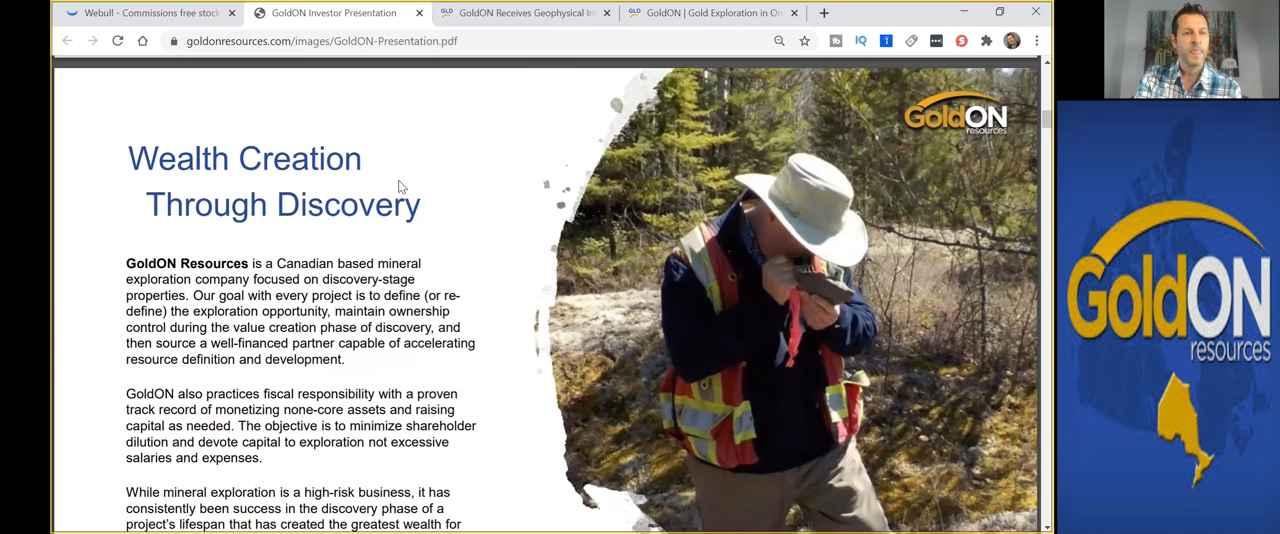 Webull - Commissions free stock
GoldON Investor Presentation
GoldON Receives Geophysical In
GoldON | Gold Exploration in On
goldonresources.com/images/GoldON-Presentation.pdf
GoldON
resources
Wealth Creation
Through Discovery
GoldON Resources is a Canadian based mineral
exploration company focused on discovery-stage
properties. Our goal with every project is to define (or re-
define) the exploration opportunity, maintain ownership
control during the value creation phase of discovery, and
then source a well-financed partner capable of accelerating
resource definition and development.
GoldON also practices fiscal responsibility with a proven
track record of monetizing none-core assets and raising
capital as needed. The objective is to minimize shareholder
dilution and devote capital to exploration not excessive
salaries and expenses.
While mineral exploration is a high-risk business, it has
consistently been success in the discovery phase of a
project's lifespan that has created the greatest wealth for
GoldON
resources